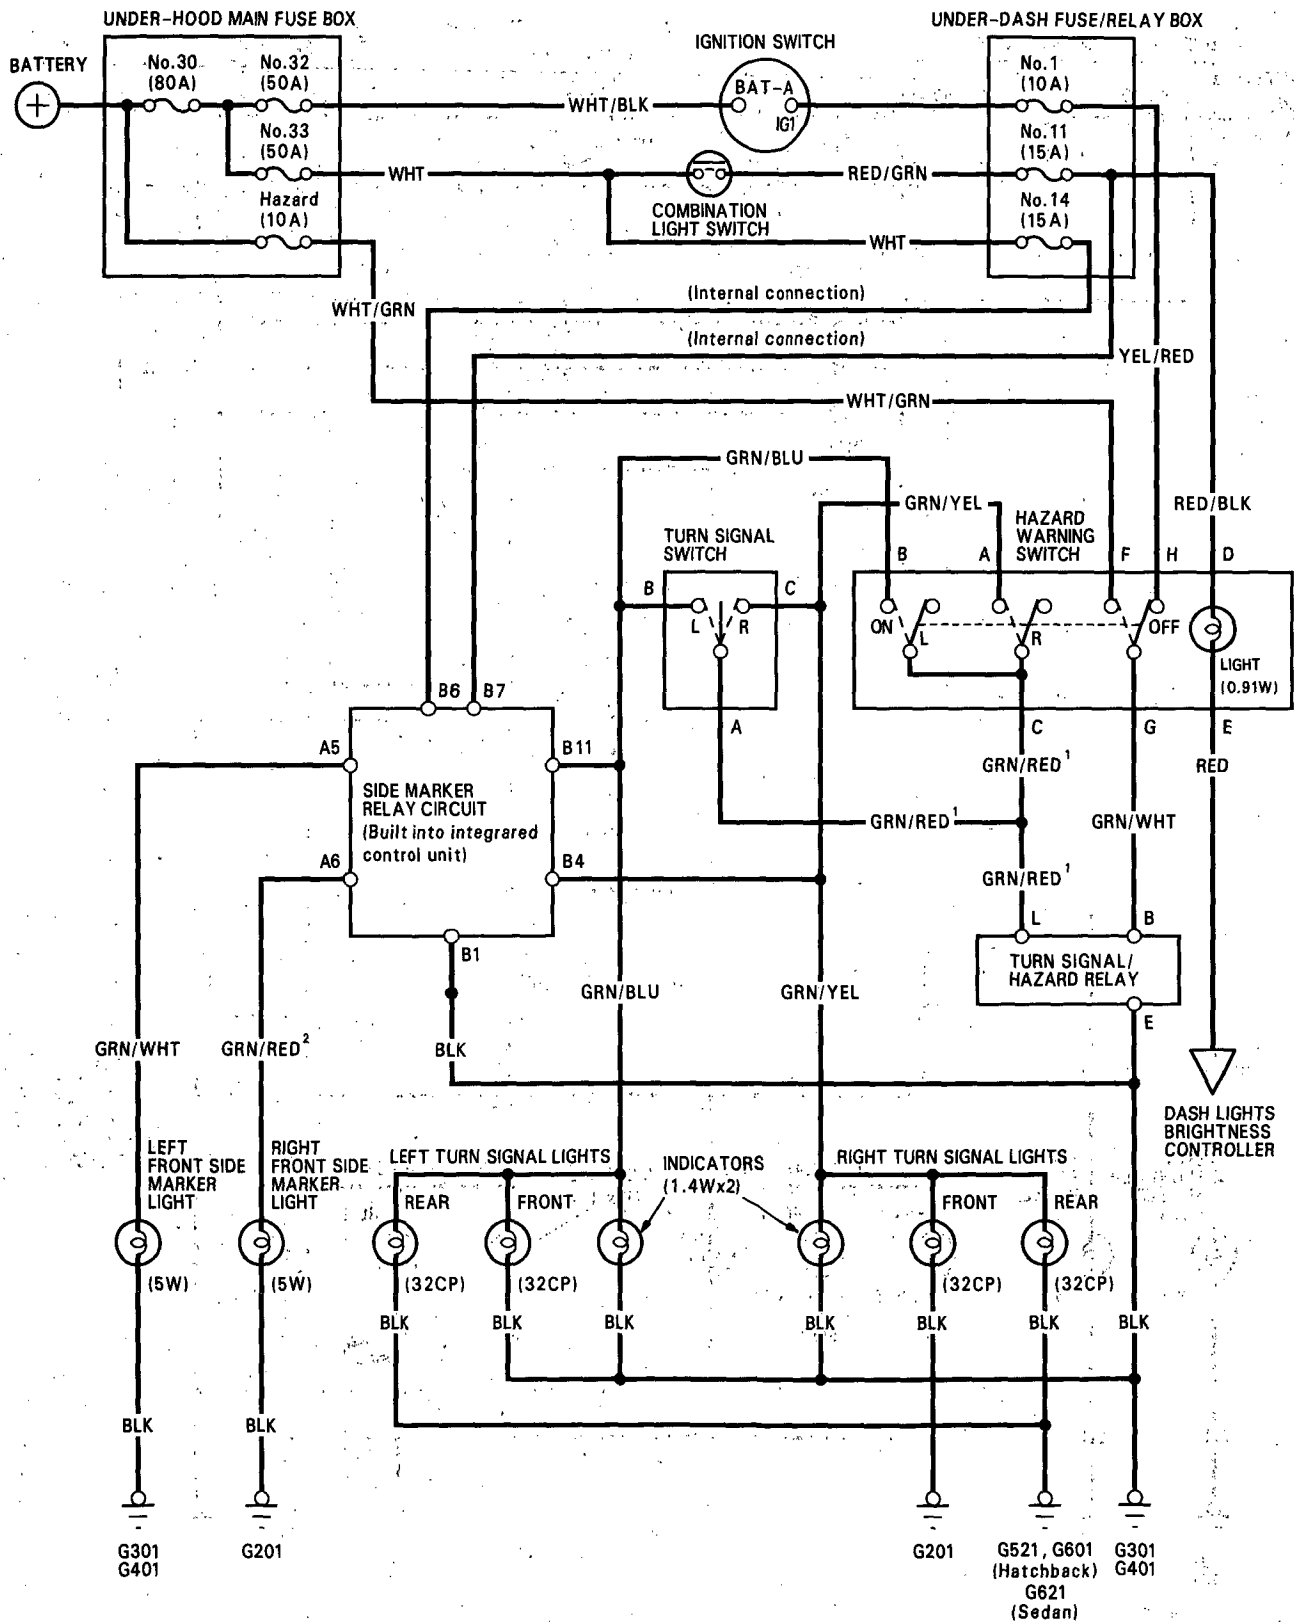 UNDER-HOOD MAIN FUSE BOX
UNDER-DASH FUSE/RELAY BOX
BATTERY
No.30
(80A)
No.32
(50A)
IGNITION SWITCH
No.1
(10A)
WHT/BLK
BAT-A
IG1
No.33
(50A)
No.11
(15A)
WHT
RED/GRN
Hazard
(10A)
COMBINATION
LIGHT SWITCH
No.14
(15A)
WHT
(Internal connection)
WHT/GRN
(Internal connection)
YEL/RED
WHT/GRN
GRN/BLU
GRN/YEL
RED/BLK
TURN SIGNAL
SWITCH
HAZARD
WARNING
SWITCH
B
A
F
H
D
B
C
L
R
ON
L
R
OFF
LIGHT
(0.91W)
B6
B7
A
C
G
E
A5
B11
GRN/RED¹
RED
SIDE MARKER
RELAY CIRCUIT
(Built into integrared
control unit)
GRN/RED¹
GRN/WHT
A6
B4
GRN/RED¹
L
B
B1
TURN SIGNAL/
HAZARD RELAY
GRN/BLU
GRN/YEL
E
GRN/WHT
GRN/RED²
BLK
DASH LIGHTS
BRIGHTNESS
CONTROLLER
LEFT
FRONT SIDE
MARKER
LIGHT
RIGHT
FRONT SIDE
MARKER
LIGHT
LEFT TURN SIGNAL LIGHTS
INDICATORS
(1.4Wx2)
RIGHT TURN SIGNAL LIGHTS
REAR
FRONT
FRONT
REAR
(5W)
(5W)
(32CP)
(32CP)
(32CP)
(32CP)
BLK
BLK
BLK
BLK
BLK
BLK
BLK
BLK
BLK
G301
G401
G201
G201
G521, G601
(Hatchback)
G621
(Sedan)
G301
G401